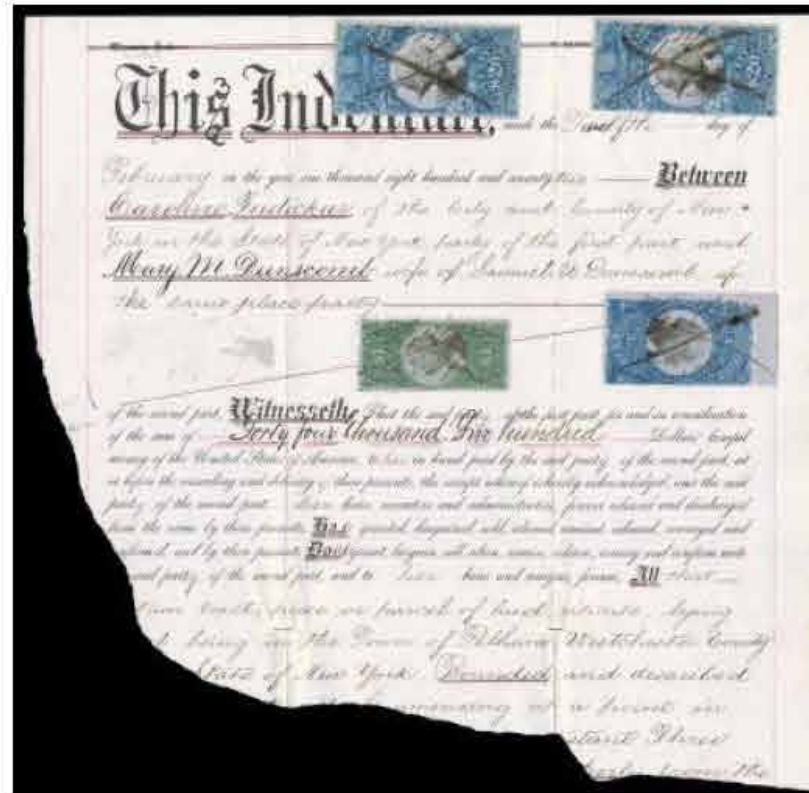 This Indenture, made the Twelfth day of
February in the year one thousand eight hundred and seventy two Between
Caroline of the City and County of New
York in the State of New York party of the first part and
Mary M. Dunscomb wife of Samuel W Dunscomb of
the same place party
of the second part, Witnesseth, That the said party of the first part, for and in consideration
of the sum of Forty four thousand Five hundred Dollars lawful
money of the United States of America to her in hand paid by the said party of the second part, at
or before the ensealing and delivery of these presents, the receipt whereof is hereby acknowledged, and the said
party of the second part, heirs executors and administrators, forever released and discharged
from the same by these presents, Has granted bargained sold aliened remised released, conveyed and
confirmed and by these presents Does grant bargain sell alien remise release, convey and confirm unto
said party of the second part, and to her heirs and assigns, forever, All that
tract piece or parcel of land situate, lying
being in the Town of Pelham Westchester County
State of New York Bounded and described
commencing at a point in
distant Three
from the